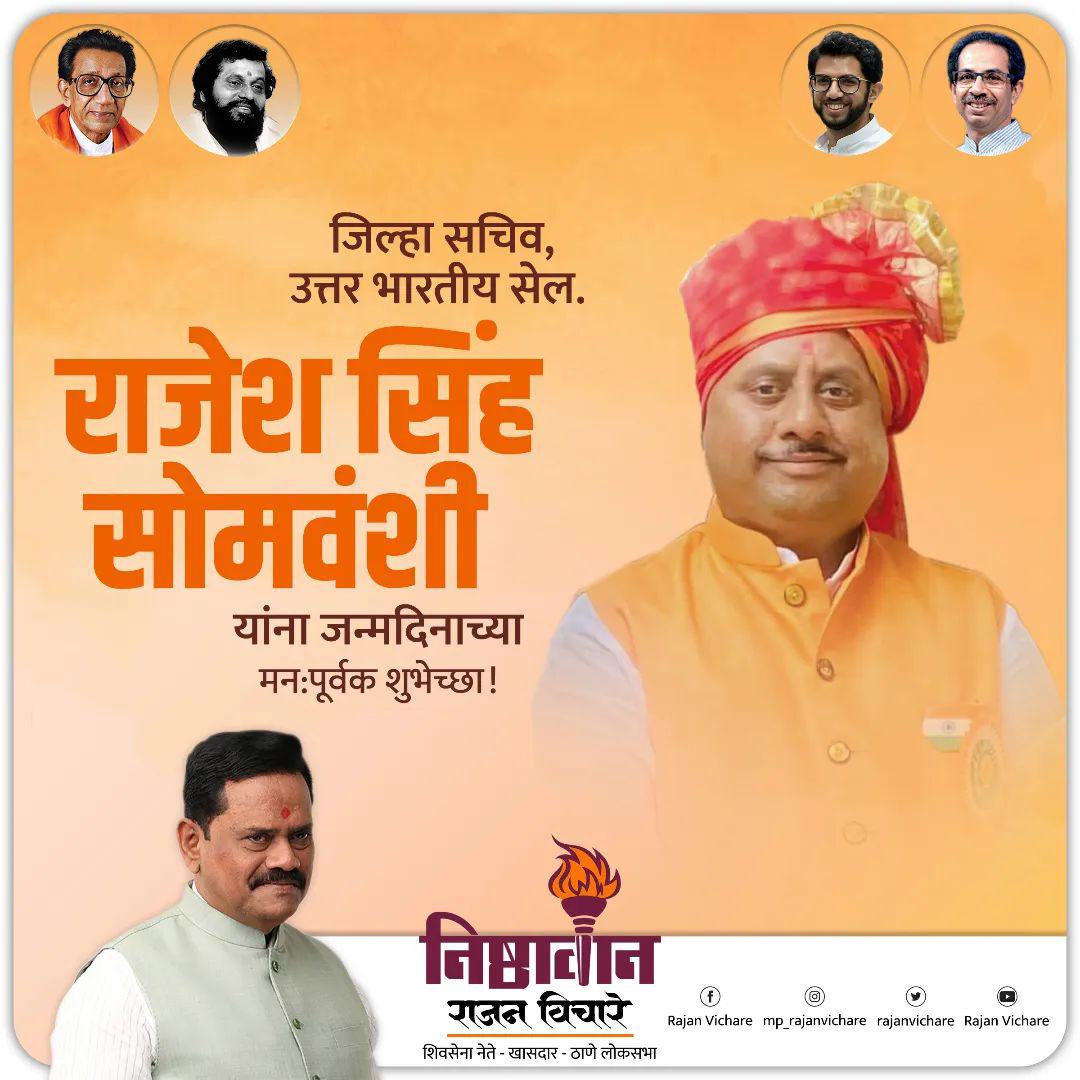 जिल्हा सचिव,
उत्तर भारतीय सेल.
राजेश सिंह
सोमवंशी
यांना जन्मदिनाच्या
मन:पूर्वक शुभेच्छा!
निष्ठावान
राजन विचारे
शिवसेना नेते - खासदार - ठाणे लोकसभा
Rajan Vichare mp_rajanvichare rajanvichare Rajan Vichare